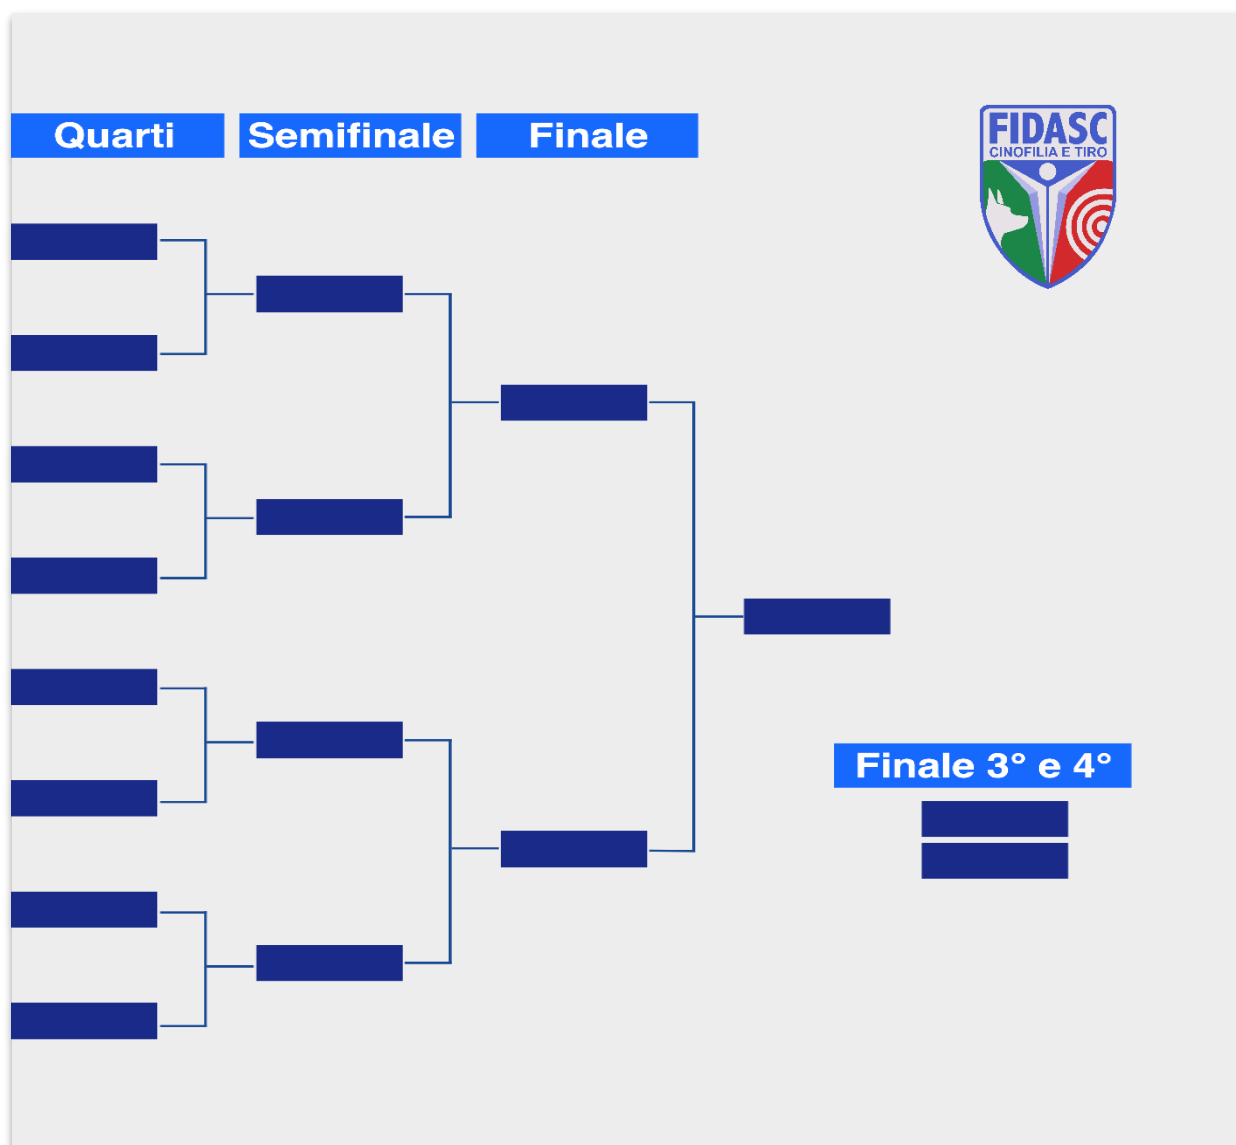 Quarti
Semifinale
Finale
FIDASC
CINOFILIA E TIRO
Finale 3° e 4°